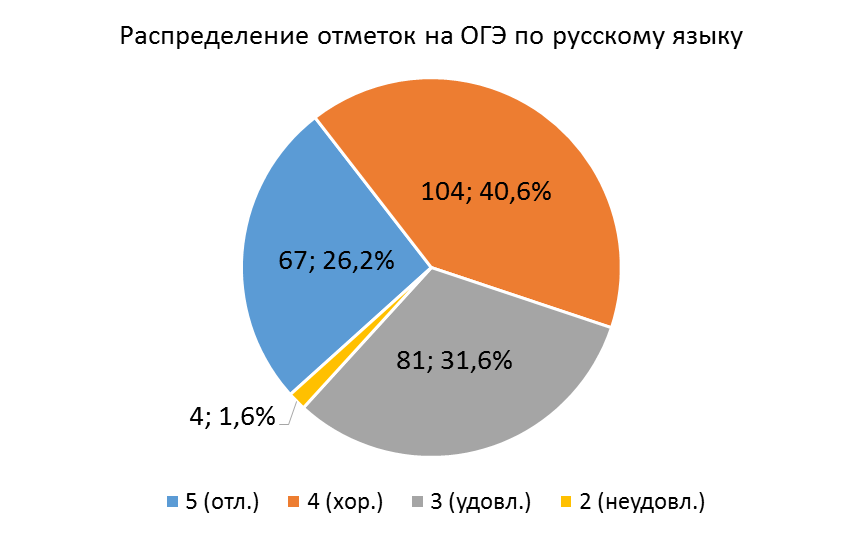 Распределение отметок на ОГЭ по русскому языку
104; 40,6%
67; 26,2%
81; 31,6%
4; 1,6%
5 (отл.) 4 (хор.) 3 (удовл.) 2 (неудовл.)